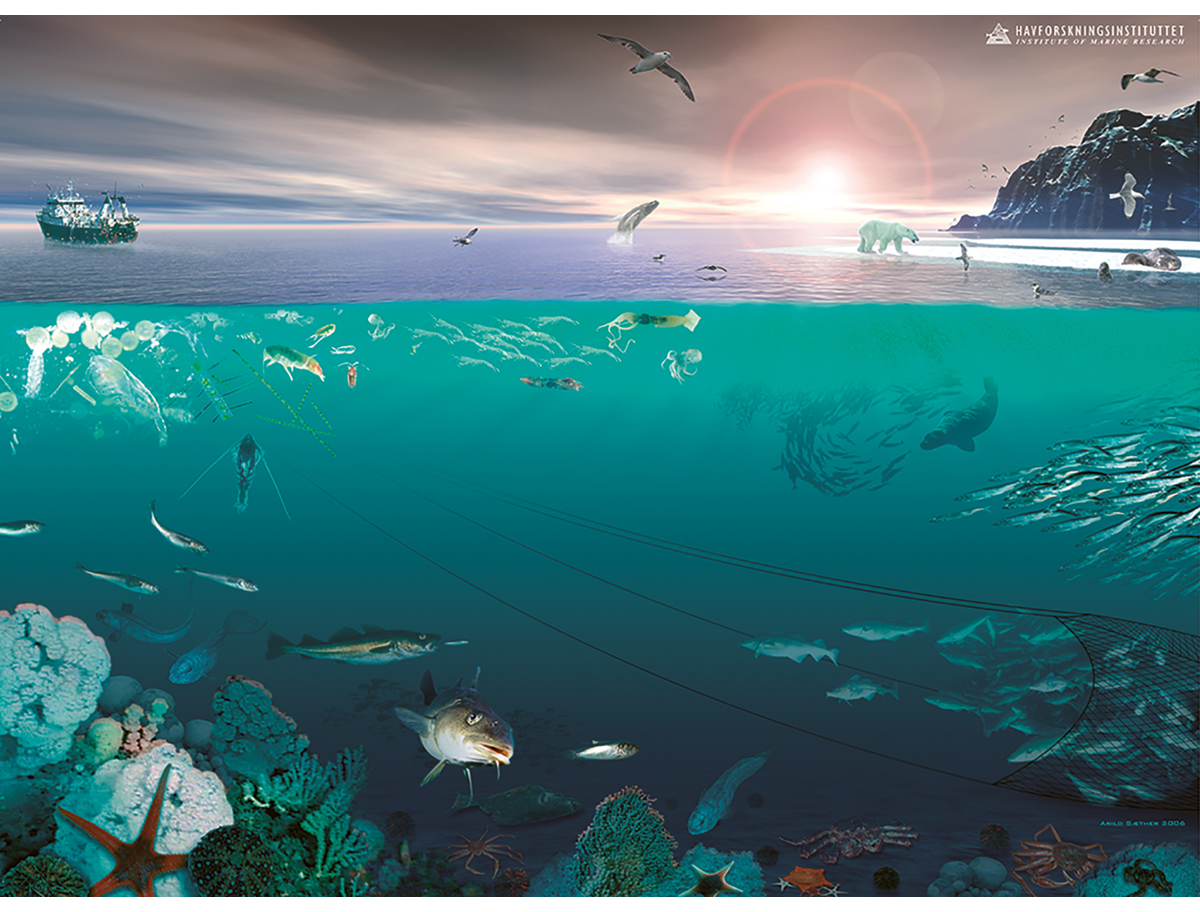 HAVFORSKNINGSINSTITUTTET
INSTITUTE OF MARINE RESEARCH
Arild Sæther 2006